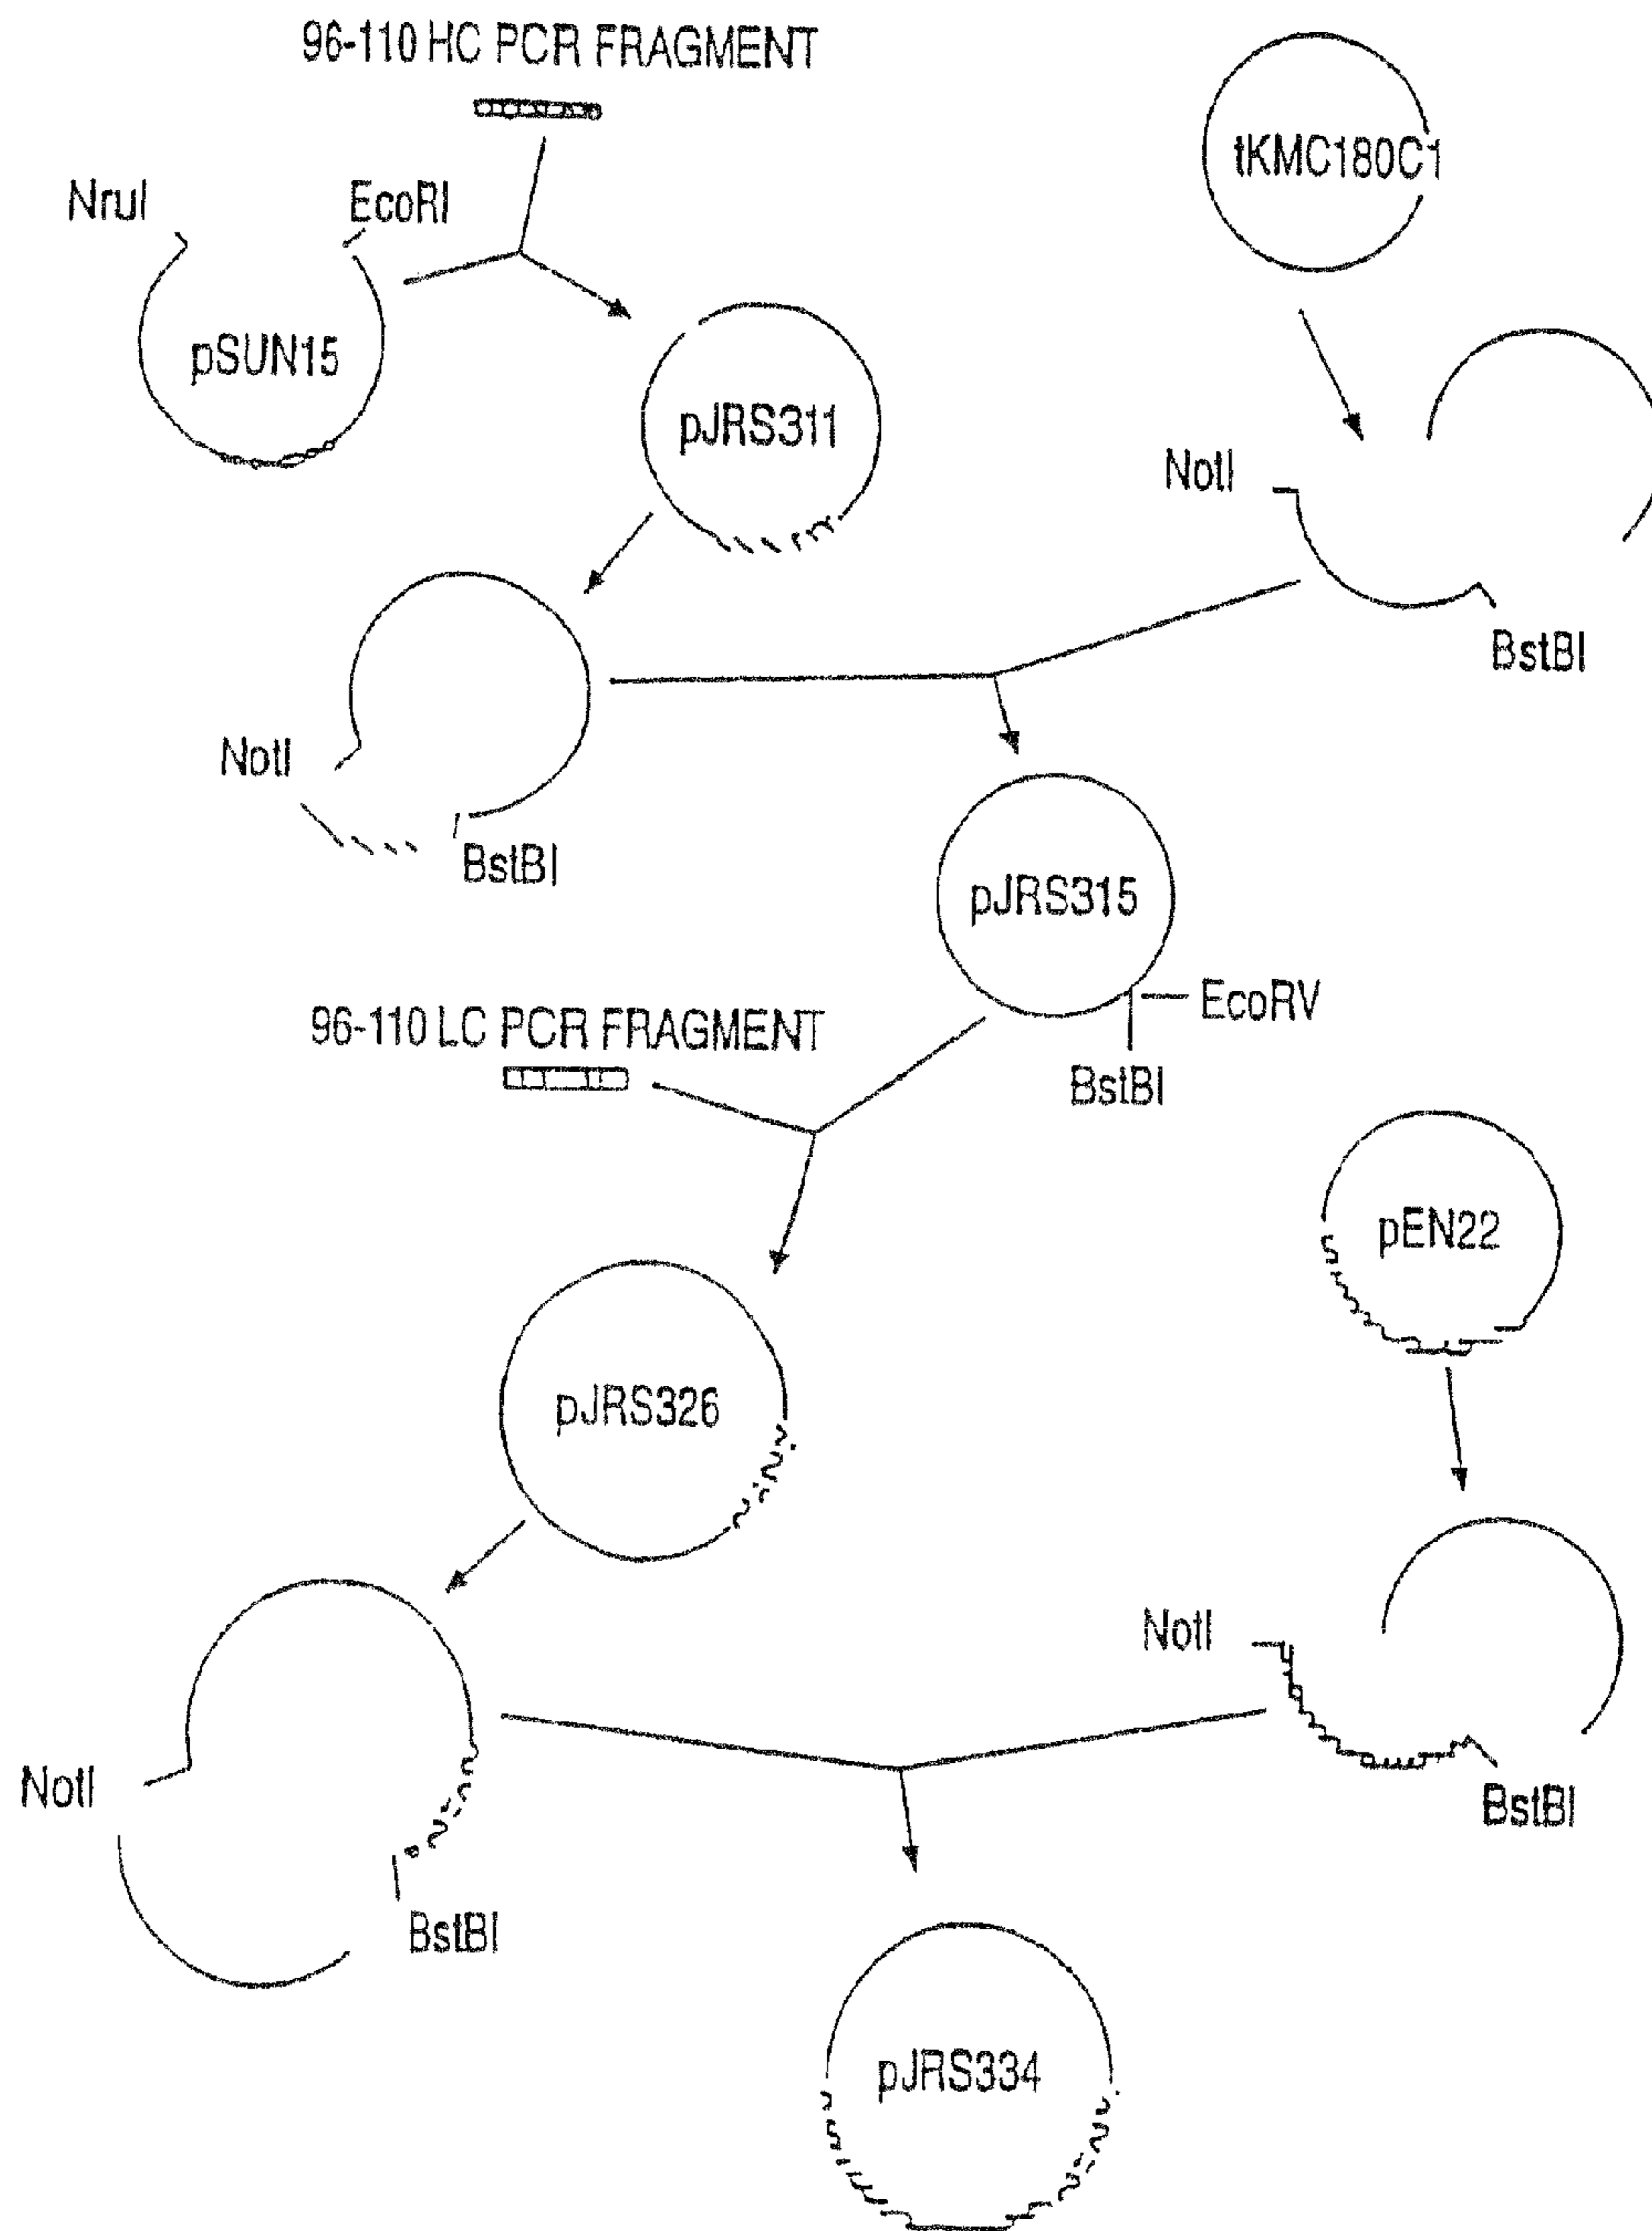 96-110 HC PCR FRAGMENT
tKMC180C1
NruI
EcoRI
pSUN15
pJRS311
NotI
BstBI
NotI
BstBI
pJRS315
EcoRV
BstBI
96-110 LC PCR FRAGMENT
pEN22
pJRS326
NotI
BstBI
NotI
BstBI
pJRS334